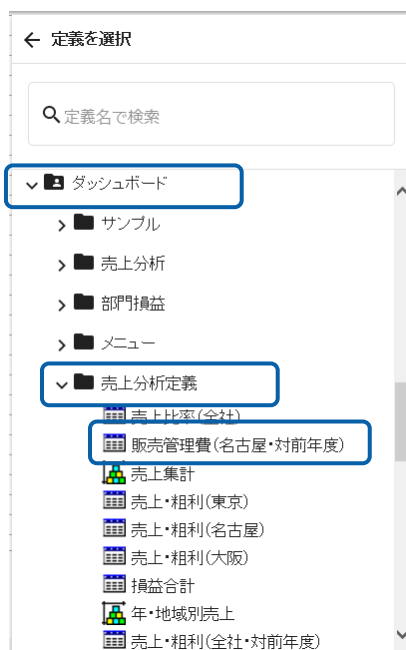 定義を選択
定義名で検索
ダッシュボード
サンプル
売上分析
部門損益
メニュー
売上分析定義
売上比率(全社)
販売管理費(名古屋・対前年度)
売上集計
売上・粗利(東京)
売上・粗利(名古屋)
売上・粗利(大阪)
損益合計
年・地域別売上
売上・粗利(全社・対前年度)